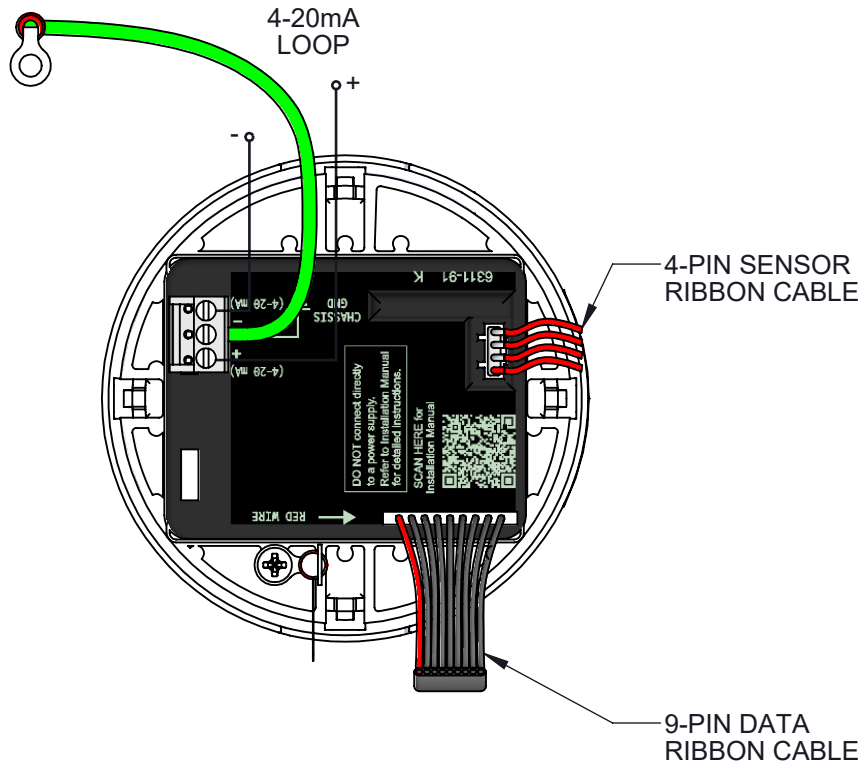 4-20mA
LOOP
+
-
4-PIN SENSOR
RIBBON CABLE
6311-91 K
(4-20 mA)
-
CHASSIS
GND
+
(4-20 mA)
DO NOT connect directly
to a power supply.
Refer to Installation Manual
for detailed instructions.
SCAN HERE for
Installation Manual
RED WIRE
9-PIN DATA
RIBBON CABLE